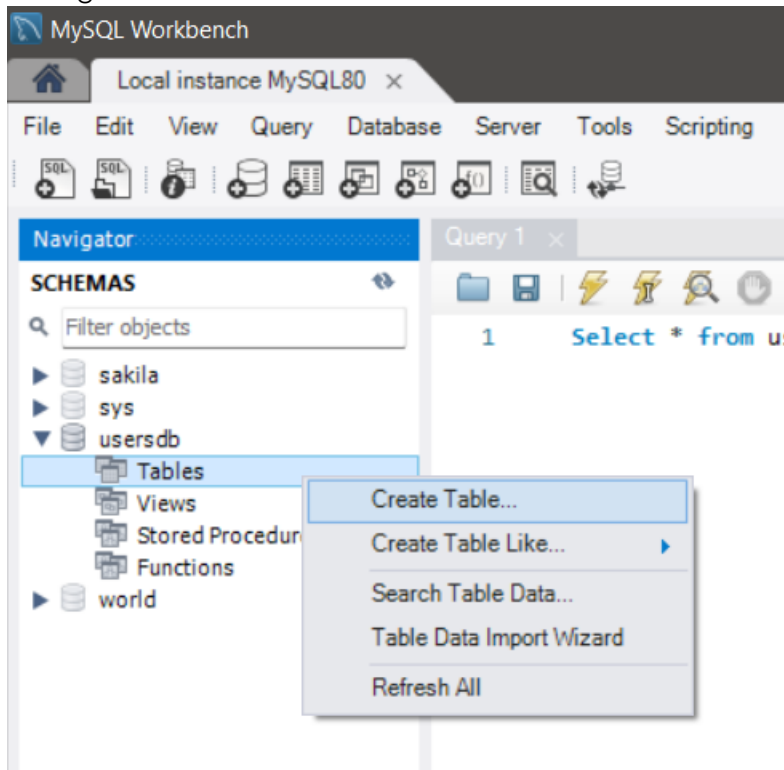 MySQL Workbench
Local instance MySQL80
File Edit View Query Database Server Tools Scripting
SQL SQL f()
Navigator
Query 1
SCHEMAS
Filter objects
1 Select * from
sakila
sys
usersdb
Tables
Views
Stored
Functions
world
Create Table...
Create Table Like...
Search Table Data...
Table Data Import Wizard
Refresh All